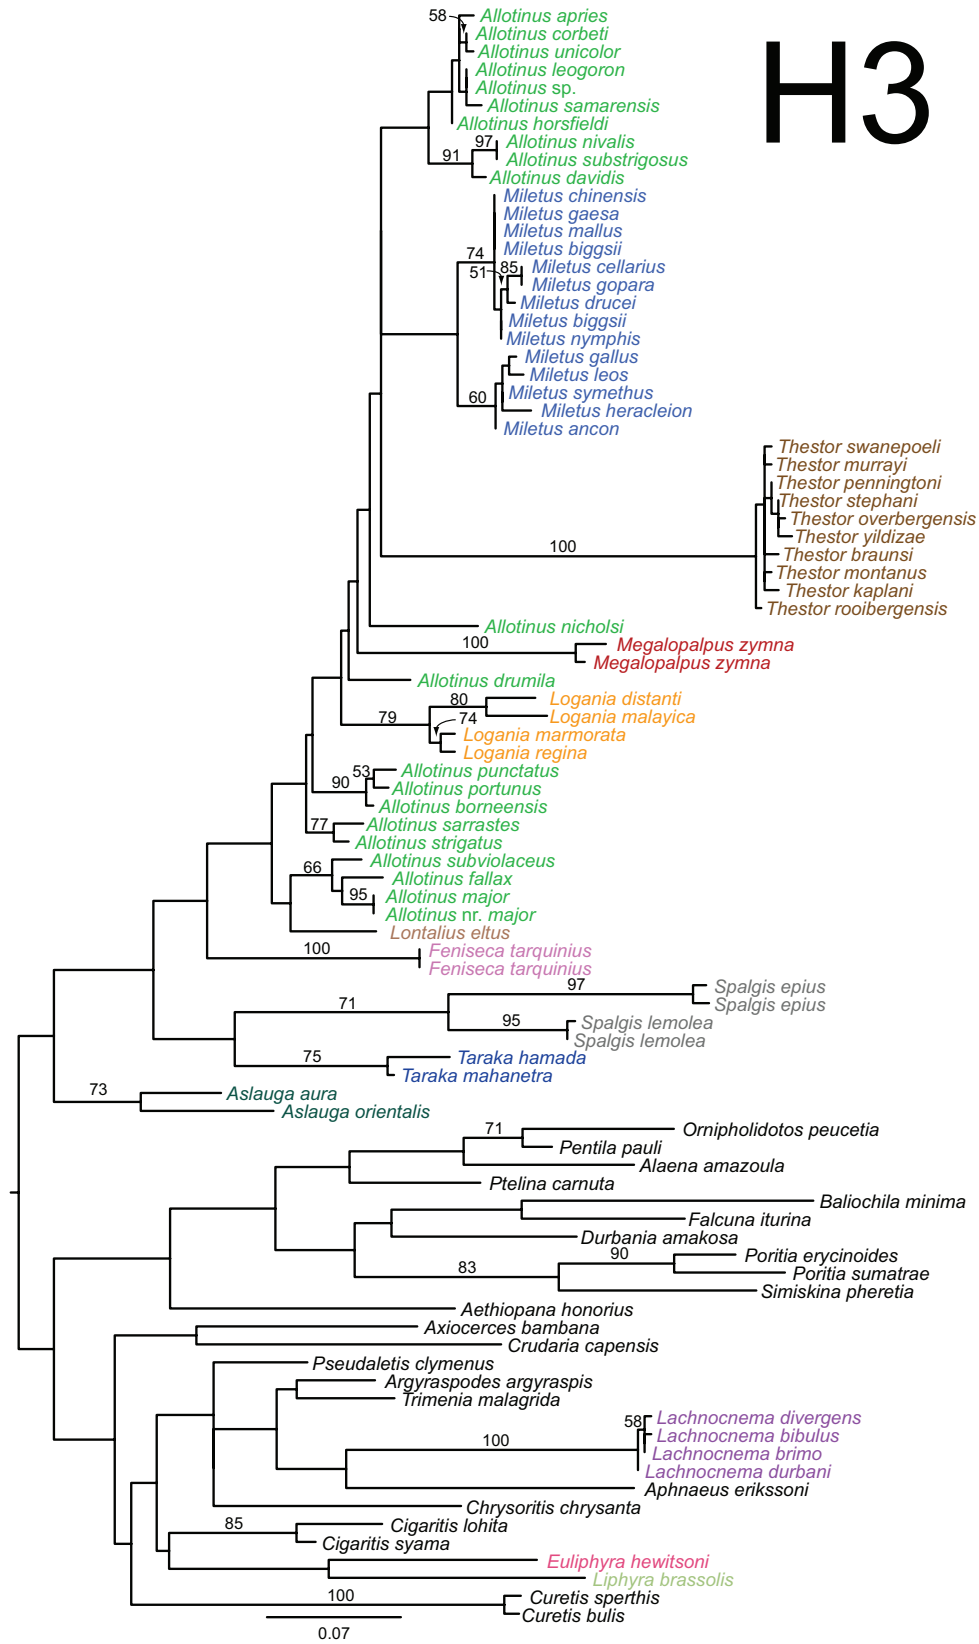 H3
58
Allotinus apries
Allotinus corbeti
Allotinus unicolor
Allotinus leogoron
Allotinus sp.
Allotinus samarensis
Allotinus horsfieldi
97
Allotinus nivalis
91
Allotinus substrigosus
Allotinus davidis
Miletus chinensis
Miletus gaesa
Miletus mallus
74
Miletus biggsii
51
85
Miletus cellarius
Miletus gopara
Miletus drucei
Miletus biggsii
Miletus nymphis
Miletus gallus
Miletus leos
60
Miletus symethus
Miletus heracleion
Miletus ancon
Thestor swanepoeli
Thestor murrayi
Thestor penningtoni
Thestor stephani
Thestor overbergensis
Thestor yildizae
100
Thestor braunsi
Thestor montanus
Thestor kaplani
Thestor rooibergensis
Allotinus nicholsi
100
Megalopalpus zymna
Megalopalpus zymna
Allotinus drumila
80
Logania distanti
79
74
Logania malayica
Logania marmorata
Logania regina
53
Allotinus punctatus
90
Allotinus portunus
Allotinus borneensis
77
Allotinus sarrastes
Allotinus strigatus
66
Allotinus subviolaceus
Allotinus fallax
95
Allotinus major
Allotinus nr. major
Lontalius eltus
100
Feniseca tarquinius
Feniseca tarquinius
97
Spalgis epius
71
Spalgis epius
95
Spalgis lemolea
Spalgis lemolea
75
Taraka hamada
Taraka mahanetra
73
Aslauga aura
Aslauga orientalis
71
Ornipholidotos peucetia
Pentila pauli
Alaena amazoula
Ptelina carnuta
Baliochila minima
Falcuna iturina
Durbania amakosa
90
Poritia erycinoides
83
Poritia sumatrae
Simiskina pheretia
Aethiopana honorius
Axiocerces bambana
Crudaria capensis
Pseudaletis clymenus
Argyraspodes argyraspis
Trimenia malagrida
58
Lachnocnema divergens
100
Lachnocnema bibulus
Lachnocnema brimo
Lachnocnema durbani
Aphnaeus erikssoni
Chrysoritis chrysanta
85
Cigaritis lohita
Cigaritis syama
Euliphyra hewitsoni
Liphyra brassolis
100
Curetis sperthis
Curetis bulis
0.07